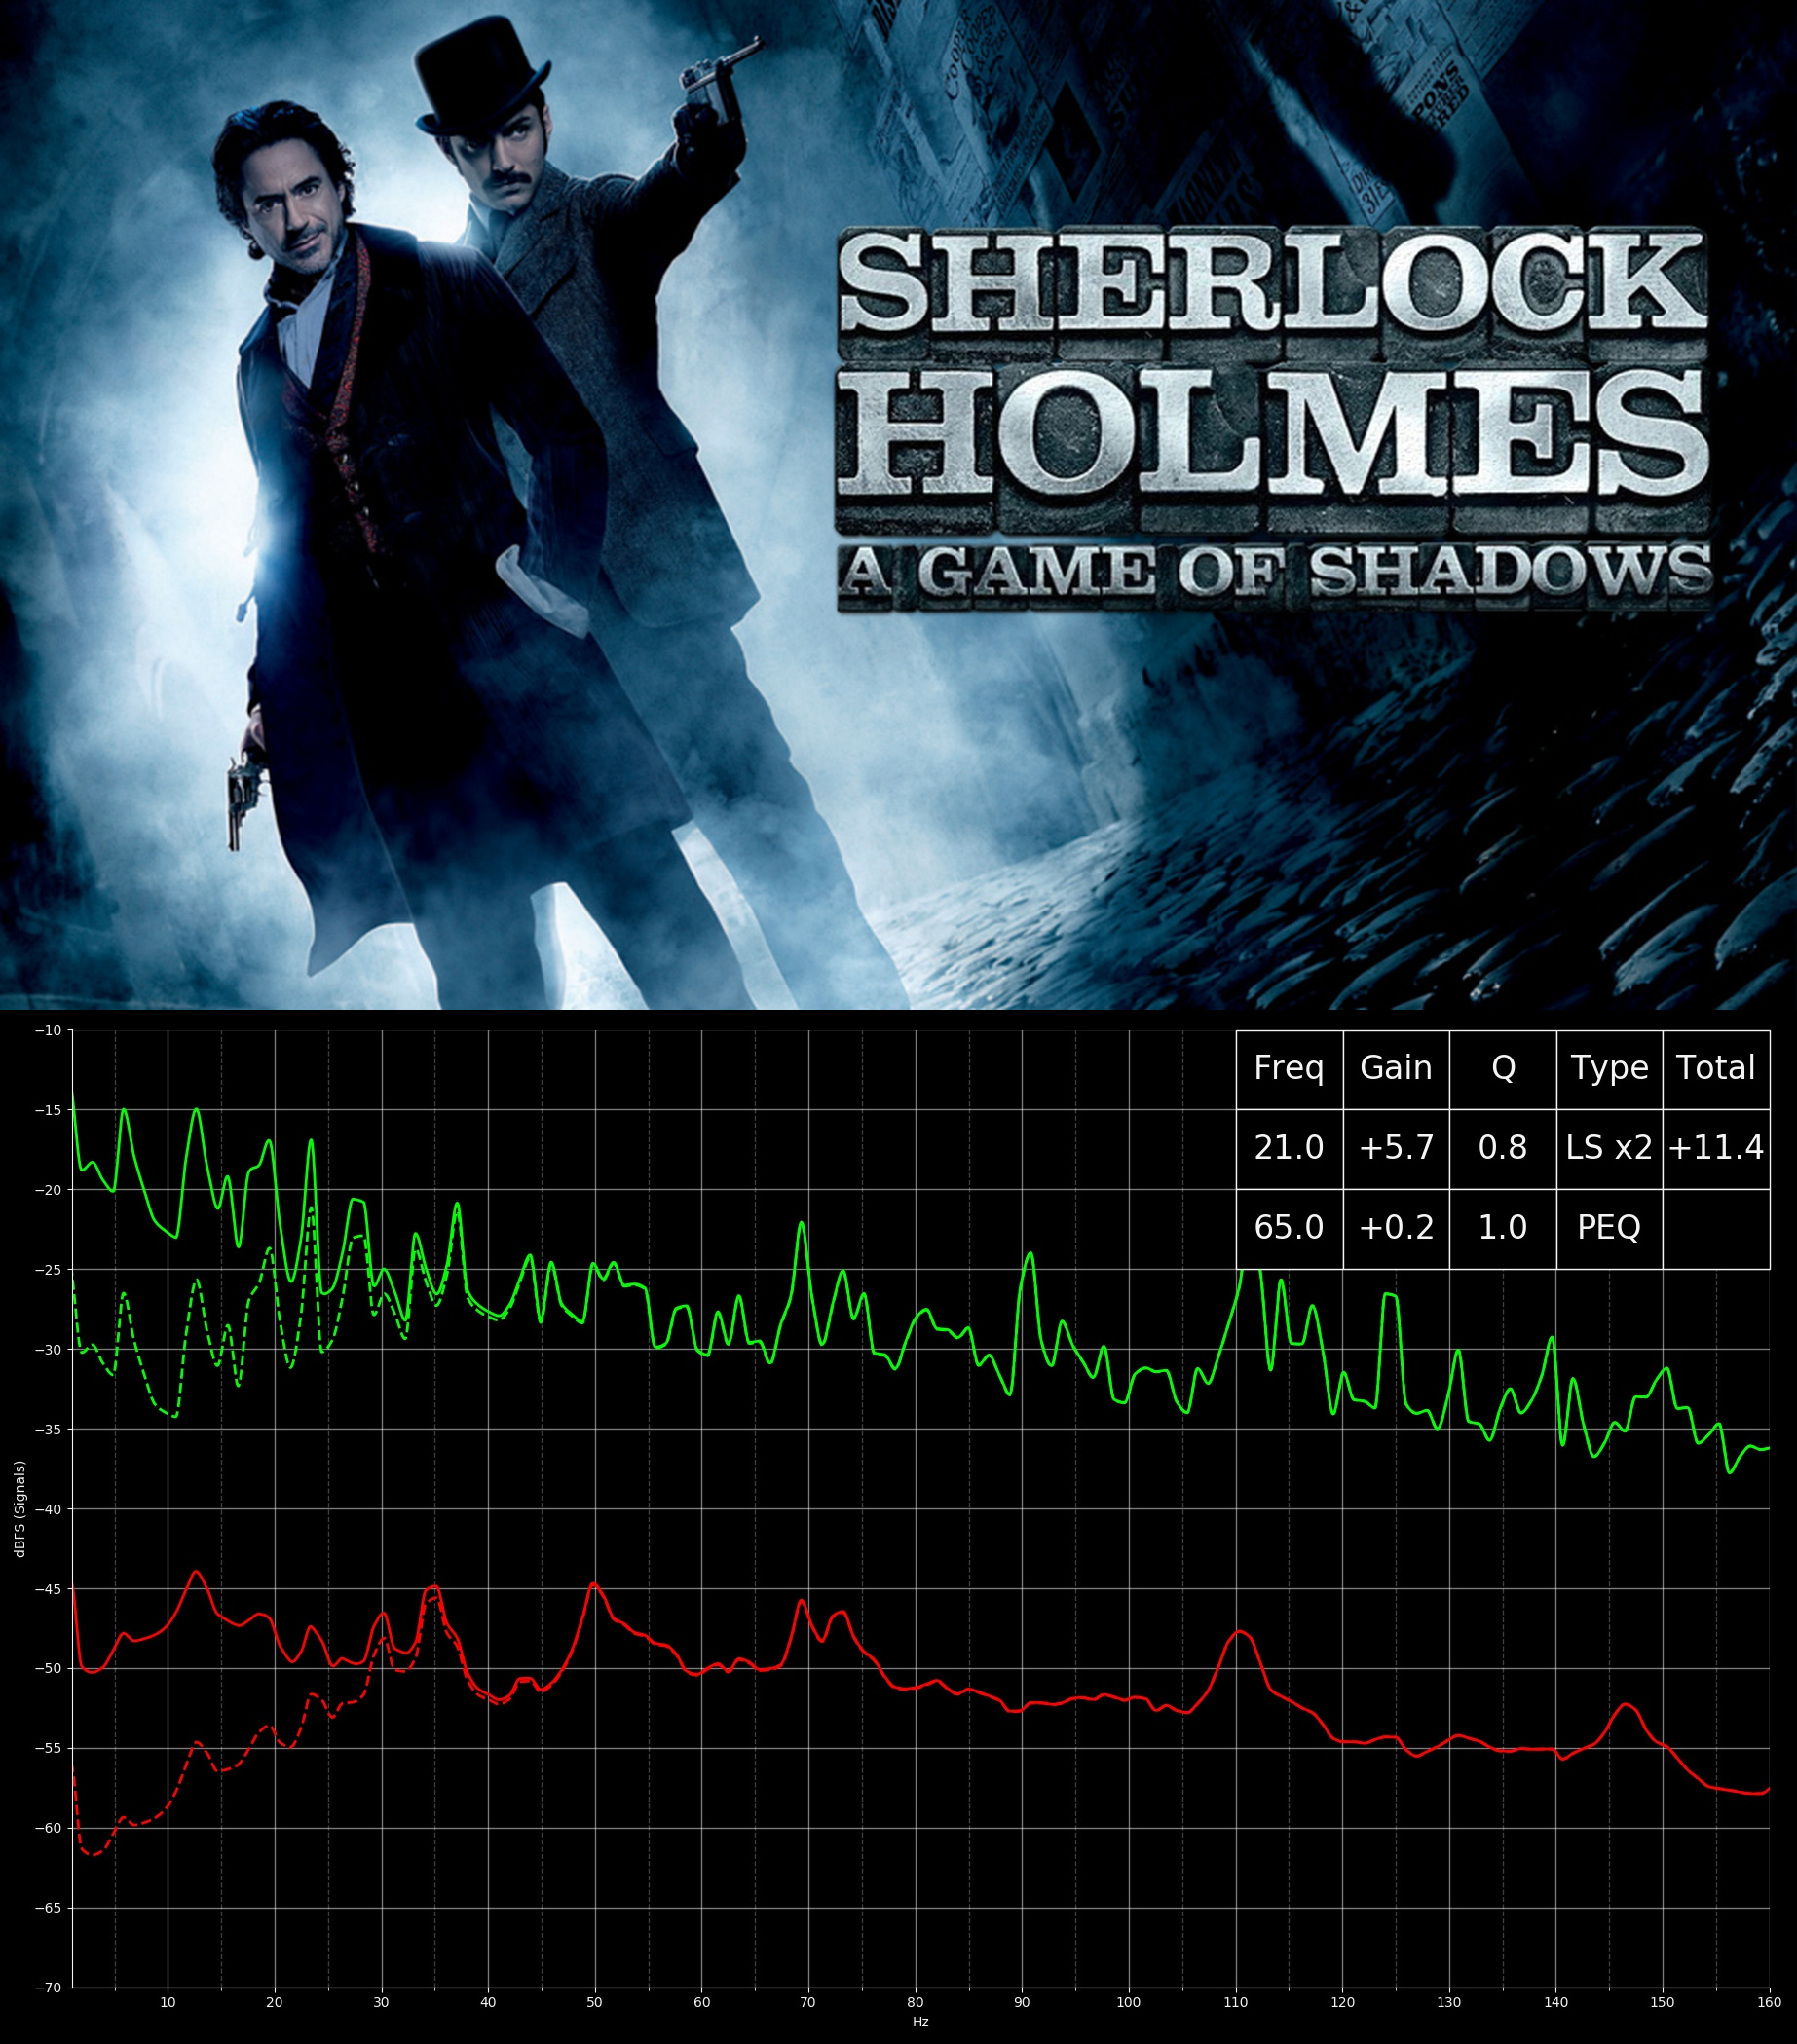 SHERLOCK
HOLMES
A GAME OF SHADOWS
Freq Gain Q Type Total
21.0 +5.7 0.8 LS x2 +11.4
65.0 +0.2 1.0 PEQ
−10
−15
−20
−25
−30
−35
−40
−45
−50
−55
−60
−65
−70
dBFS (Signals)
10 20 30 40 50 60 70 80 90 100 110 120 130 140 150 160
Hz